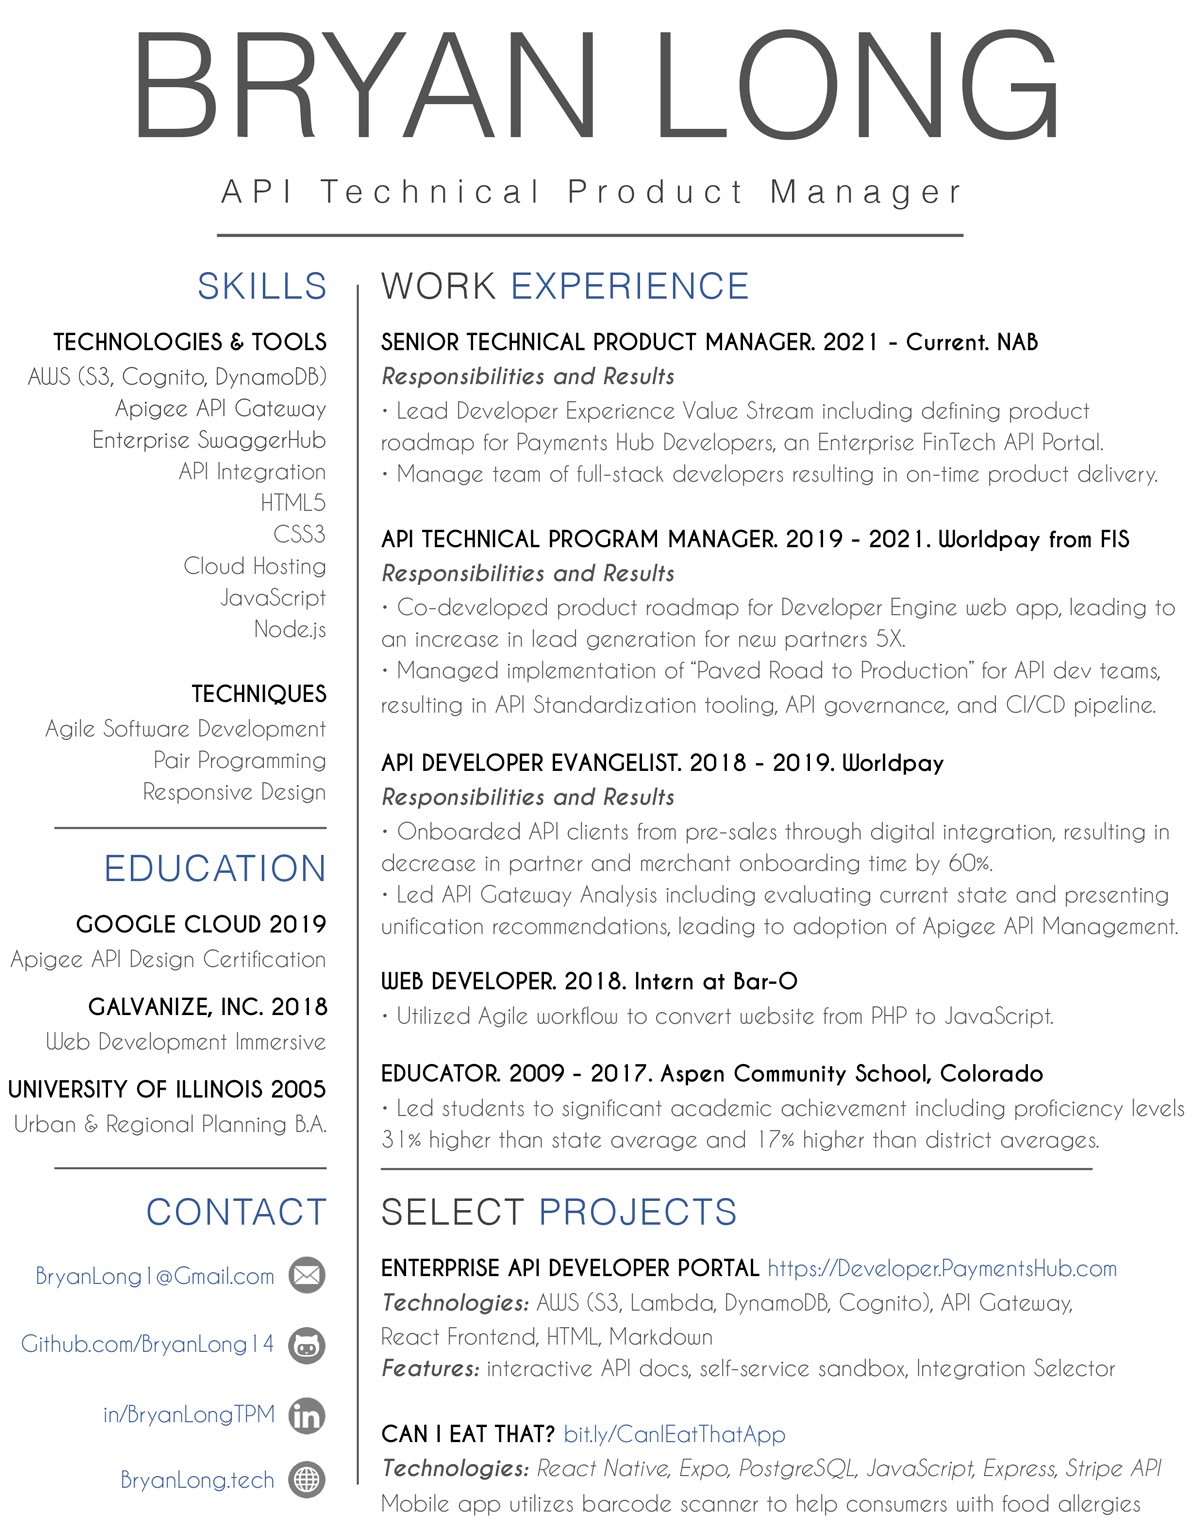 BRYAN LONG
API Technical Product Manager
SKILLS
TECHNOLOGIES & TOOLS
AWS (S3, Cognito, DynamoDB)
Apigee API Gateway
Enterprise SwaggerHub
API Integration
HTML5
CSS3
Cloud Hosting
JavaScript
Node.js
TECHNIQUES
Agile Software Development
Pair Programming
Responsive Design
EDUCATION
GOOGLE CLOUD 2019
Apigee API Design Certification
GALVANIZE, INC. 2018
Web Development Immersive
UNIVERSITY OF ILLINOIS 2005
Urban & Regional Planning B.A.
CONTACT
BryanLong1@Gmail.com
Github.com/BryanLong14
in/BryanLongTPM
in
BryanLong.tech
WORK EXPERIENCE
SENIOR TECHNICAL PRODUCT MANAGER. 2021 - Current. NAB
Responsibilities and Results
• Lead Developer Experience Value Stream including defining product
roadmap for Payments Hub Developers, an Enterprise FinTech API Portal.
• Manage team of full-stack developers resulting in on-time product delivery.
API TECHNICAL PROGRAM MANAGER. 2019 - 2021. Worldpay from FIS
Responsibilities and Results
• Co-developed product roadmap for Developer Engine web app, leading to
an increase in lead generation for new partners 5X.
• Managed implementation of “Paved Road to Production” for API dev teams,
resulting in API Standardization tooling, API governance, and CI/CD pipeline.
API DEVELOPER EVANGELIST. 2018 - 2019. Worldpay
Responsibilities and Results
• Onboarded API clients from pre-sales through digital integration, resulting in
decrease in partner and merchant onboarding time by 60%.
• Led API Gateway Analysis including evaluating current state and presenting
unification recommendations, leading to adoption of Apigee API Management.
WEB DEVELOPER. 2018. Intern at Bar-O
• Utilized Agile workflow to convert website from PHP to JavaScript.
EDUCATOR. 2009 - 2017. Aspen Community School, Colorado
• Led students to significant academic achievement including proficiency levels
31% higher than state average and 17% higher than district averages.
SELECT PROJECTS
ENTERPRISE API DEVELOPER PORTAL https://Developer.PaymentsHub.com
Technologies: AWS (S3, Lambda, DynamoDB, Cognito), API Gateway,
React Frontend, HTML, Markdown
Features: interactive API docs, self-service sandbox, Integration Selector
CAN I EAT THAT? bit.ly/CanIEatThatApp
Technologies: React Native, Expo, PostgreSQL, JavaScript, Express, Stripe API
Mobile app utilizes barcode scanner to help consumers with food allergies